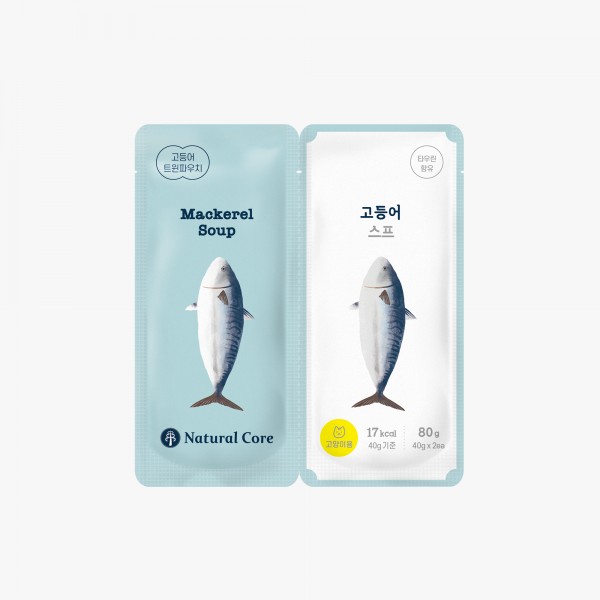 고등어
트윈파우치
Mackerel
Soup
Natural Core
타우린
함유
고등어
스프
고양이용
17 kcal
40g 기준
80 g
40g x 2ea